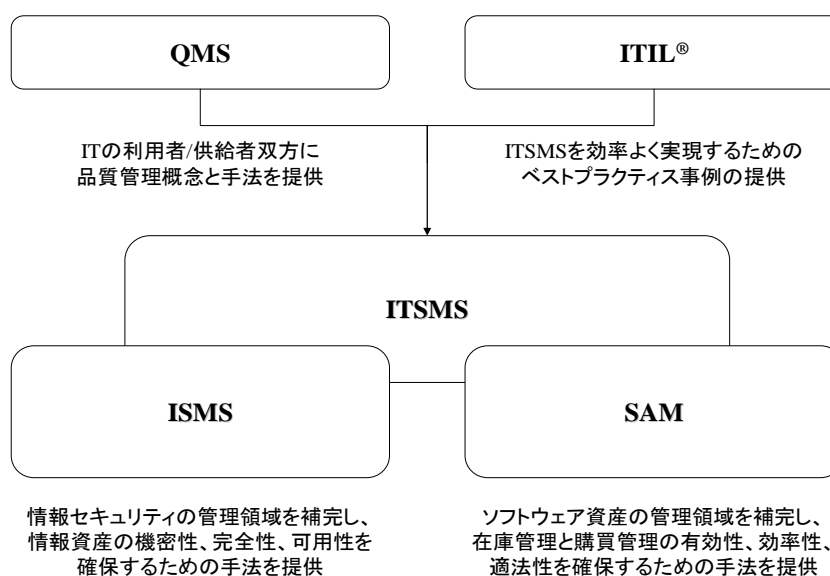 QMS
ITIL®
ITの利用者/供給者双方に
品質管理概念と手法を提供
ITSMSを効率よく実現するための
ベストプラクティス事例の提供
ITSMS
ISMS
SAM
情報セキュリティの管理領域を補完し、
情報資産の機密性、完全性、可用性を
確保するための手法を提供
ソフトウェア資産の管理領域を補完し、
在庫管理と購買管理の有効性、効率性、
適法性を確保するための手法を提供